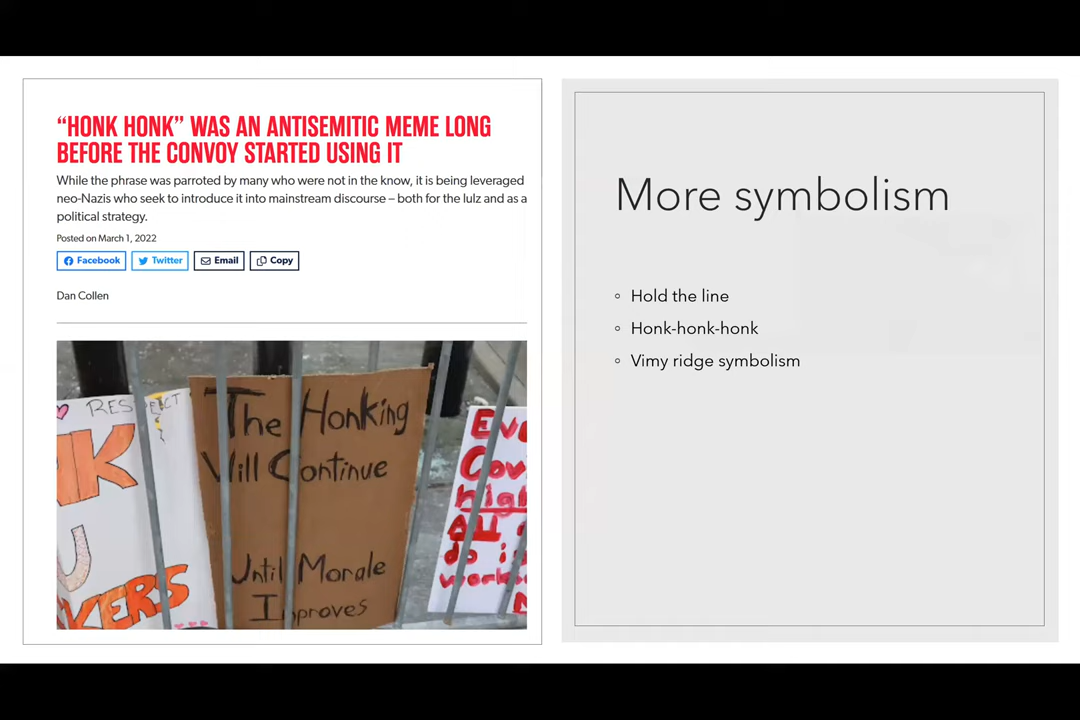 “HONK HONK” WAS AN ANTISEMITIC MEME LONG
BEFORE THE CONVOY STARTED USING IT
While the phrase was parroted by many who were not in the know, it is being leveraged
neo-Nazis who seek to introduce it into mainstream discourse – both for the lulz and as a
political strategy.
Posted on March 1, 2022
Facebook Twitter Email Copy
Dan Collen
RESPECT
The Honking
Will Continue
Until Morale
Improves
More symbolism
Hold the line
Honk-honk-honk
Vimy ridge symbolism